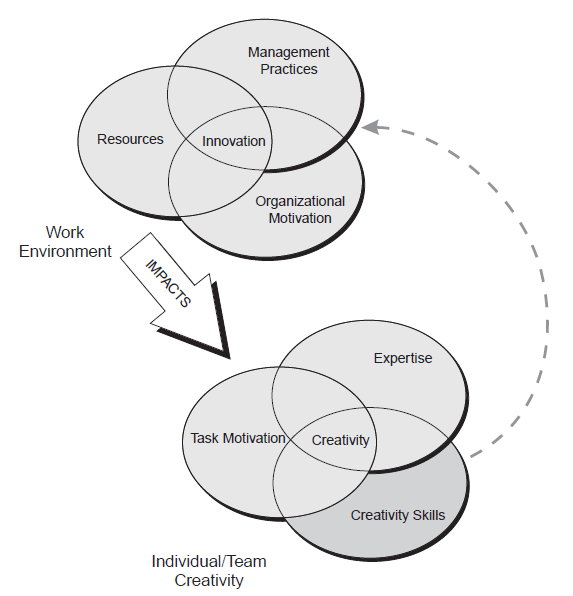 Management
Practices
Resources
Innovation
Organizational
Motivation
Work
Environment
IMPACTS
Expertise
Task Motivation
Creativity
Creativity Skills
Individual/Team
Creativity